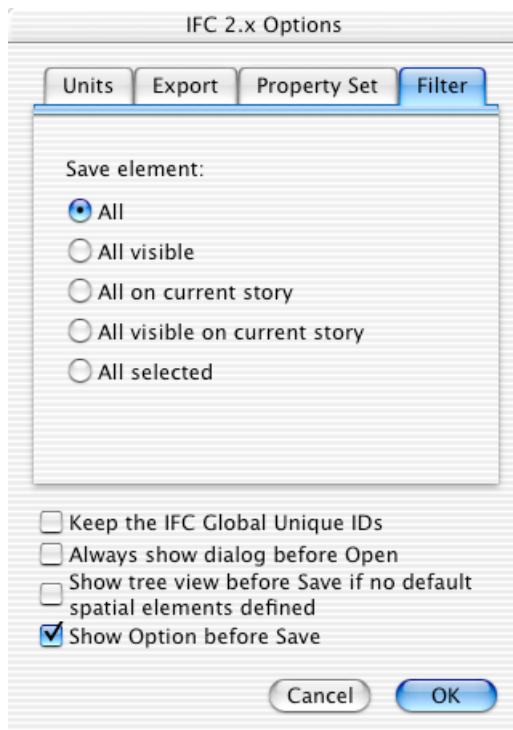 IFC 2.x Options
Units Export Property Set Filter
Save element:
All
All visible
All on current story
All visible on current story
All selected
Keep the IFC Global Unique IDs
Always show dialog before Open
Show tree view before Save if no default
spatial elements defined
Show Option before Save
Cancel OK